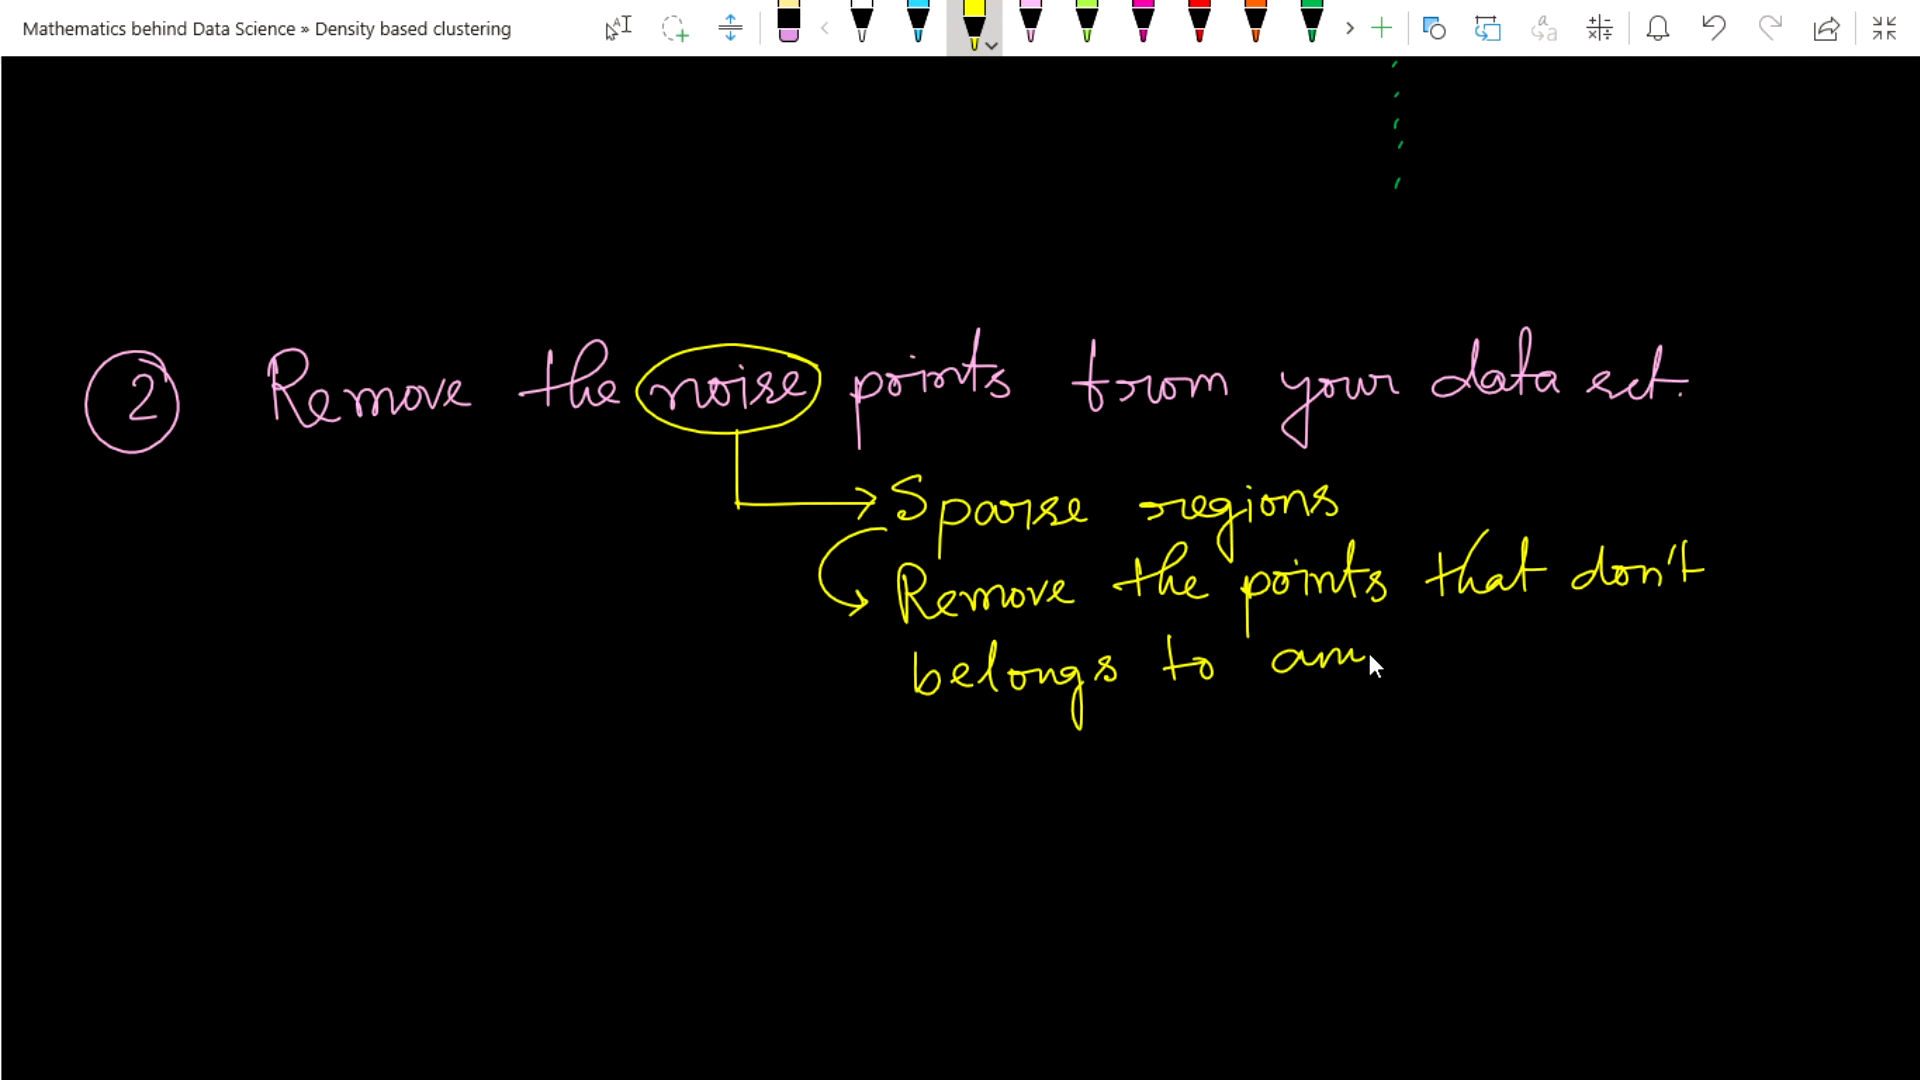 Mathematics behind Data Science » Density based clustering
② Remove the noise points from your data set.
Sparse regions
Remove the points that don't
belongs to